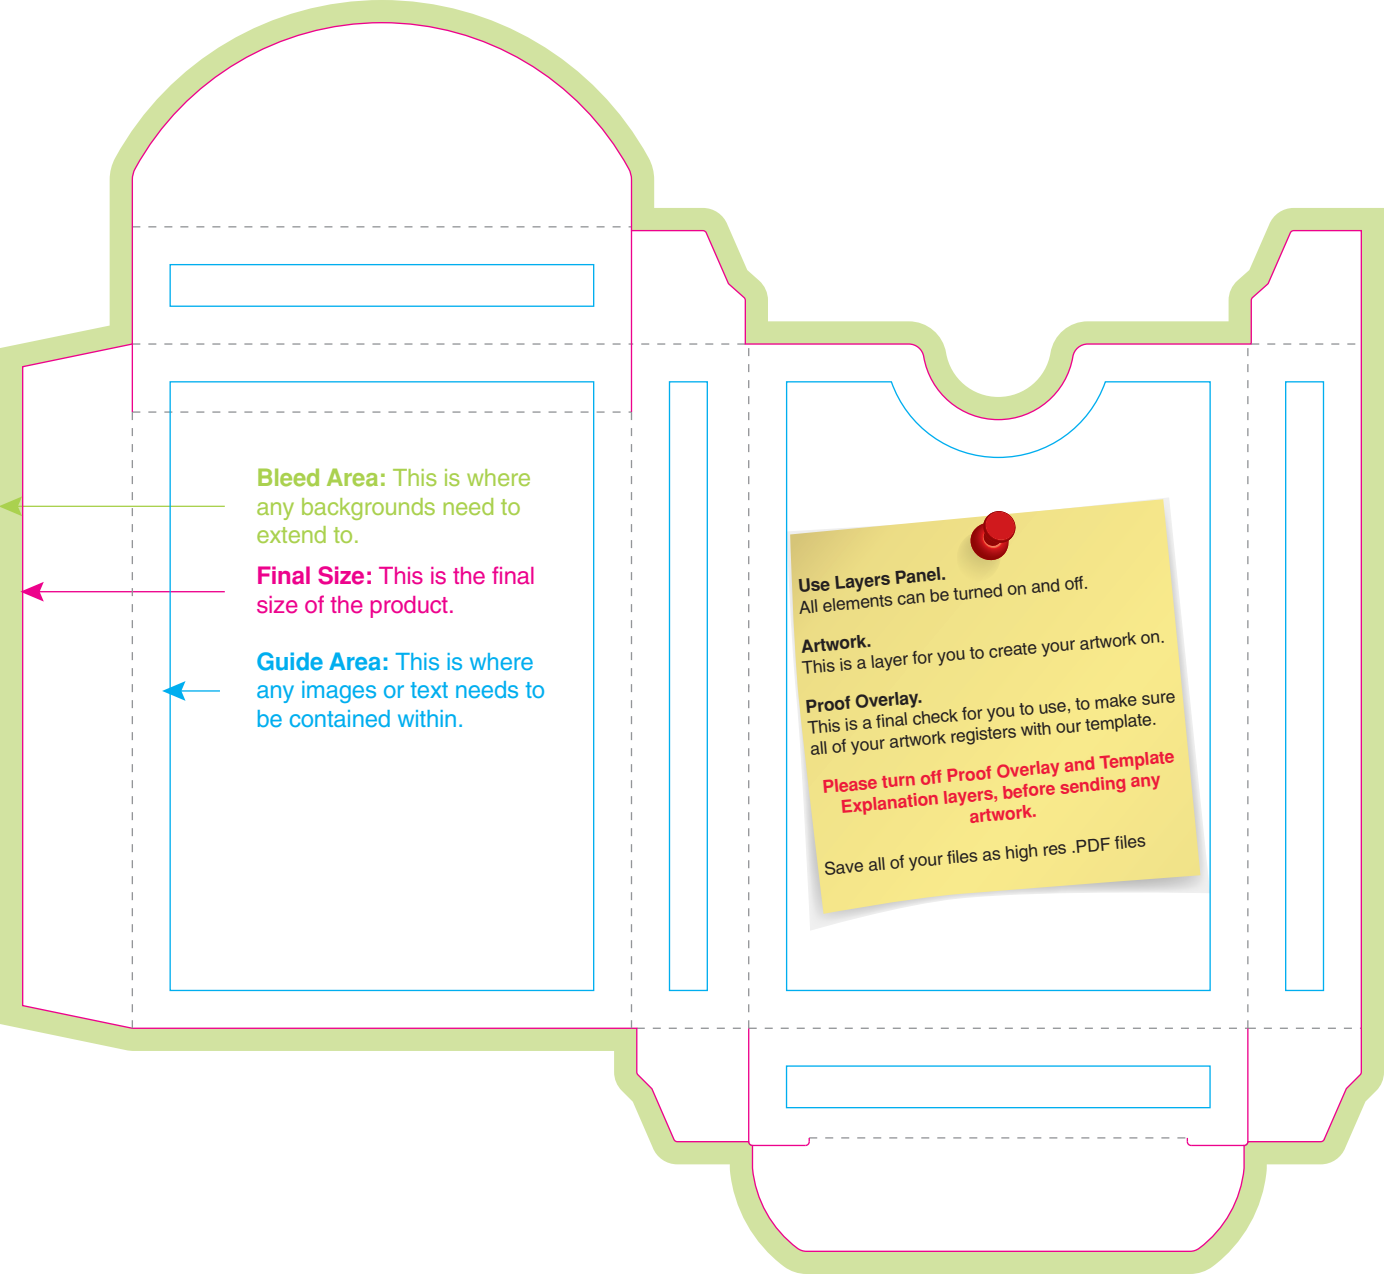 Bleed Area: This is where
any backgrounds need to
extend to.
Final Size: This is the final
size of the product.
Guide Area: This is where
any images or text needs to
be contained within.
Use Layers Panel.
All elements can be turned on and off.
Artwork.
This is a layer for you to create your artwork on.
Proof Overlay.
This is a final check for you to use, to make sure
all of your artwork registers with our template.
Please turn off Proof Overlay and Template
Explanation layers, before sending any
artwork.
Save all of your files as high res .PDF files